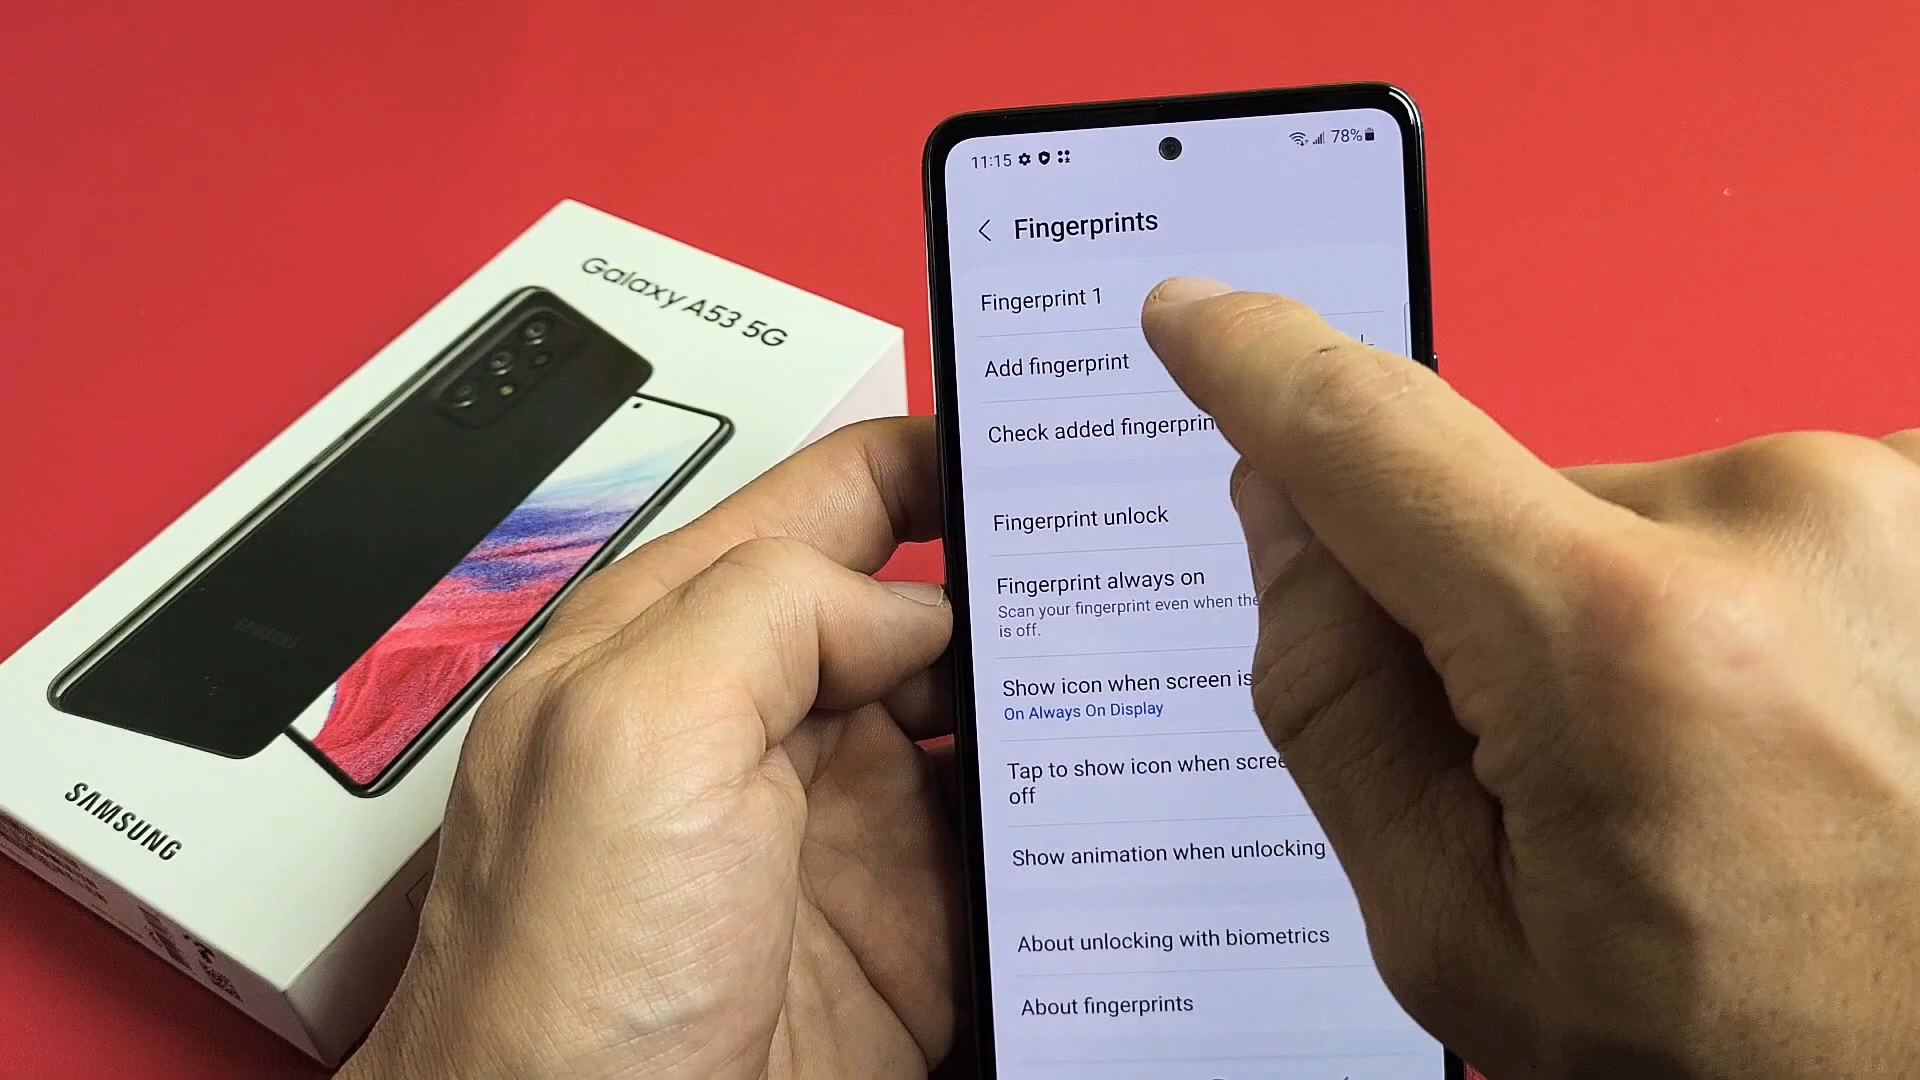 Galaxy A53 5G
SAMSUNG
SAMSUNG
11:15
78%
Fingerprints
Fingerprint 1
Add fingerprint
Check added fingerprin
Fingerprint unlock
Fingerprint always on
Scan your fingerprint even when the
is off.
Show icon when screen is
On Always On Display
Tap to show icon when scree
off
Show animation when unlocking
About unlocking with biometrics
About fingerprints